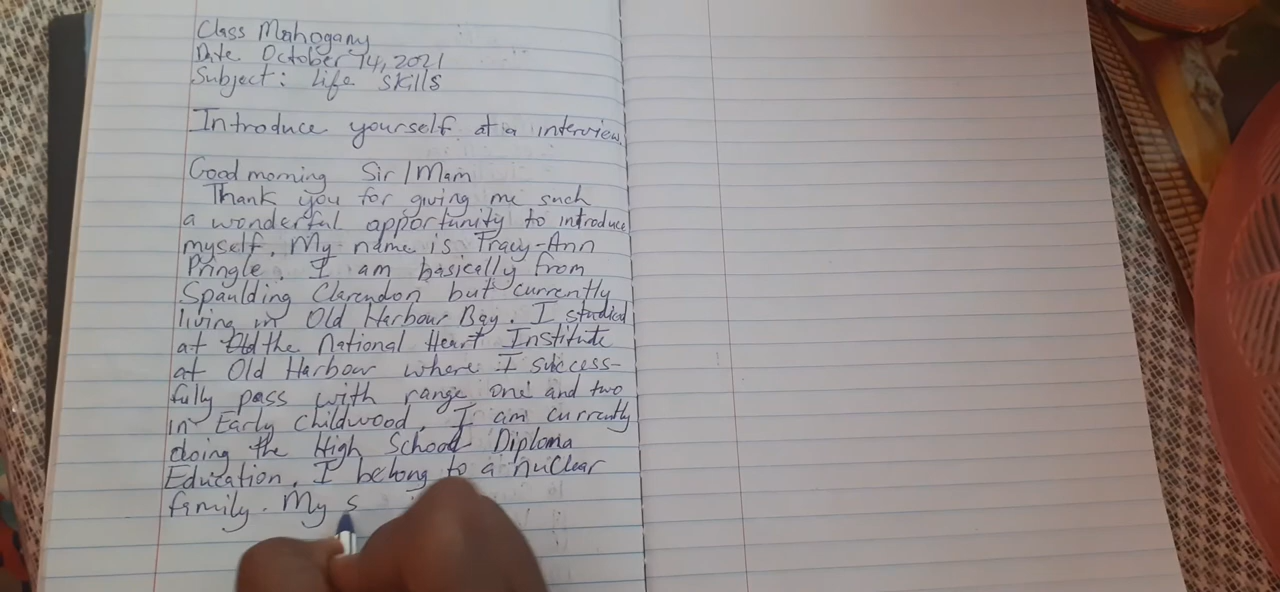 Class Mahogany
Date October 14, 2021
Subject: life skills
Introduce yourself at a interview.
Good morning Sir / Mam
Thank you for giving me such
a wonderful opportunity to introduce
myself. My name is Tracy-Ann
Pringle. I am basically from
Spaulding Clarendon but currently
living in Old Harbour Bay. I studied
at the National Heart Institute
at Old Harbour where I success-
fully pass with range one and two
in Early Childwood. I am currently
doing the High School Diploma
Education. I belong to a nuclear
family. My s